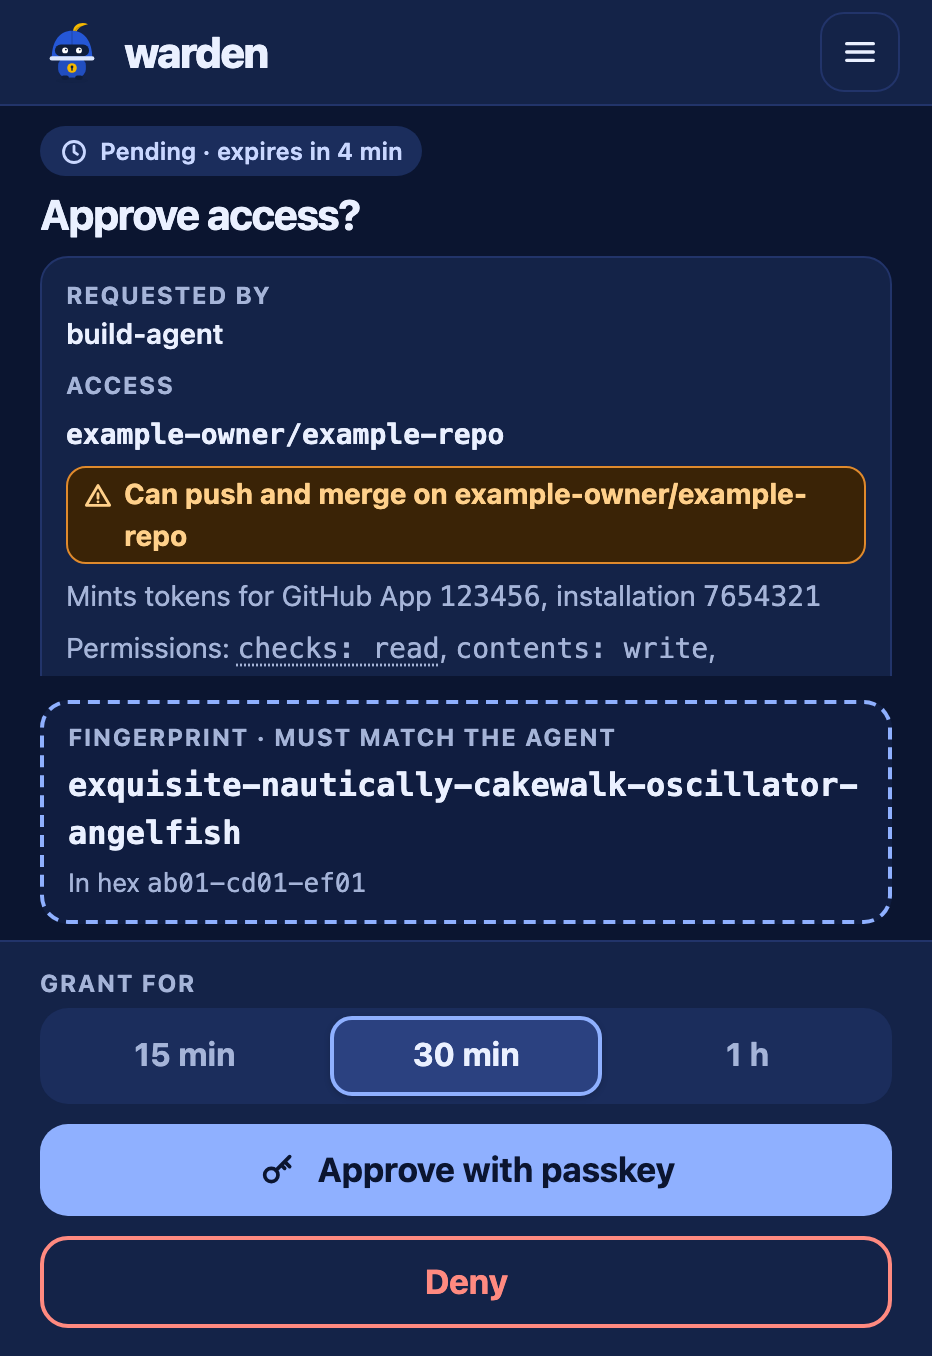 warden
Pending · expires in 4 min
Approve access?
REQUESTED BY
build-agent
ACCESS
example-owner/example-repo
Can push and merge on example-owner/example-
repo
Mints tokens for GitHub App 123456, installation 7654321
Permissions: checks: read, contents: write,
FINGERPRINT · MUST MATCH THE AGENT
exquisite-nautically-cakewalk-oscillator-
angelfish
In hex ab01-cd01-ef01
GRANT FOR
15 min
30 min
1 h
Approve with passkey
Deny